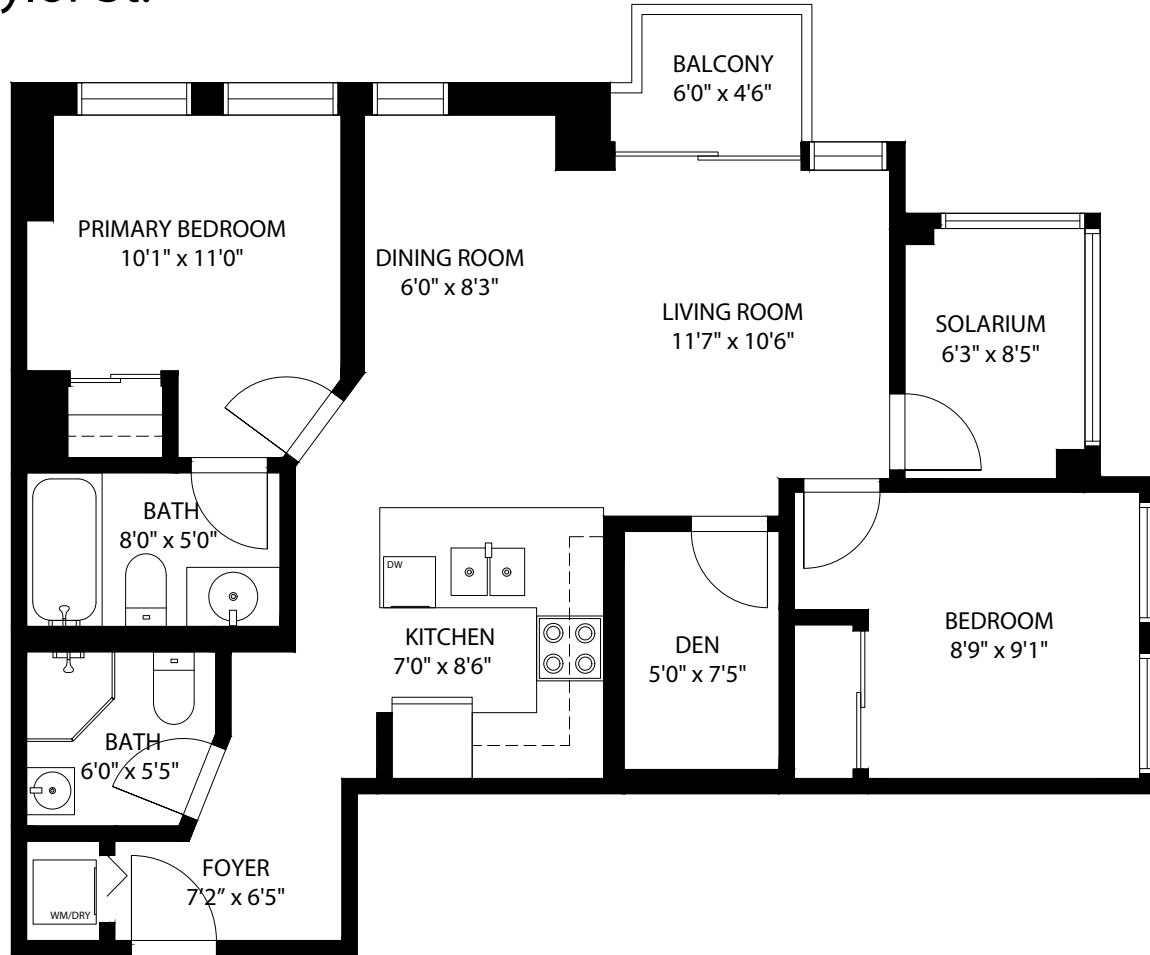 BALCONY
6'0" x 4'6"
PRIMARY BEDROOM
10'1" x 11'0"
DINING ROOM
6'0" x 8'3"
LIVING ROOM
11'7" x 10'6"
SOLARIUM
6'3" x 8'5"
BATH
8'0" x 5'0"
DW
KITCHEN
7'0" x 8'6"
DEN
5'0" x 7'5"
BEDROOM
8'9" x 9'1"
BATH
6'0" x 5'5"
FOYER
7'2" x 6'5"
WM/DRY